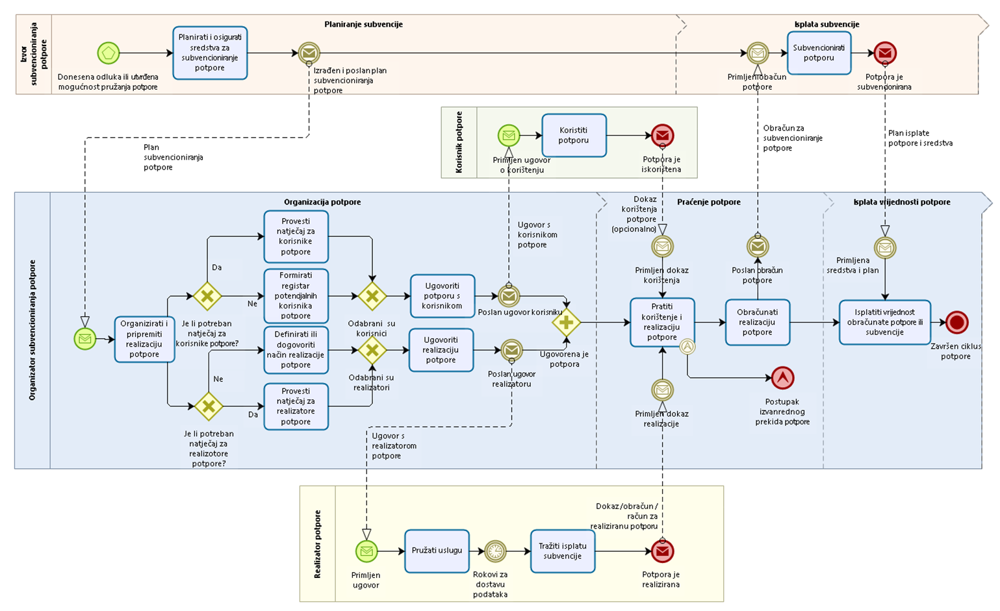 Izvor
subvencioniranja
potpore
Planiranje subvencije
Isplata subvencije
Donesena odluka ili utvrđena
mogućnost pružanja potpore
Planirati i osigurati
sredstva za
subvencioniranje
potpore
Izrađen i poslan plan
subvencioniranja
potpore
Primljen obačun
potpore
Subvencionirati
potporu
Potpora je
subvencionirana
Plan
subvencioniranja
potpore
Korisnik potpore
Primljen ugovor
o korištenju
Koristiti
potporu
Potpora je
iskorištena
Obračun za
subvencioniranje
potpore
Plan isplate
potpore i sredstva
Organizator subvencioniranja potpore
Organizacija potpore
Praćenje potpore
Isplata vrijednosti potpore
Organizirati i
pripremiti
realizaciju
potpore
Da
Ne
Je li potreban
natječaj za
korisnike potpore?
Provesti
natječaj za
korisnike
potpore
Formirati
registar
potencjalnih
korisnika
potpore
Odabrani su
korisnici
Ugovoriti
potporu s
korisnikom
Poslan ugovor korisniku
Ugovor s
korisnikom
potpore
Ne
Da
Je li potreban
natječaj za
realizotore
potpore?
Definirati ili
dogovoriti
način realizacije
potpore
Provesti
natječaj za
realizatore
potpore
Odabrani su
realizatori
Ugovoriti
realizaciju
potpore
Poslan ugovor
realizatoru
Ugovorena je
potpora
Dokaz
korištenja
potpore
(opcionalno)
Primljen dokaz
korištenja
Pratiti
korištenje i
realizaciju
potpore
Primljen dokaz
realizacije
Poslan obračun
potpore
Obračunati
realizaciju
potpore
Postupak
izvanrednog
prekida potpore
Primljena
sredstva i plan
Isplatiti vrijednost
obračunate potpore ili
subvencije
Završen ciklus
potpore
Ugovor s
realizatorom
potpore
Realizator potpore
Primljen
ugovor
Pružati uslugu
Rokovi za
dostavu
podataka
Tražiti isplatu
subvencije
Dokaz/obračun/
račun za
realiziranu potporu
Potpora je
realizirana